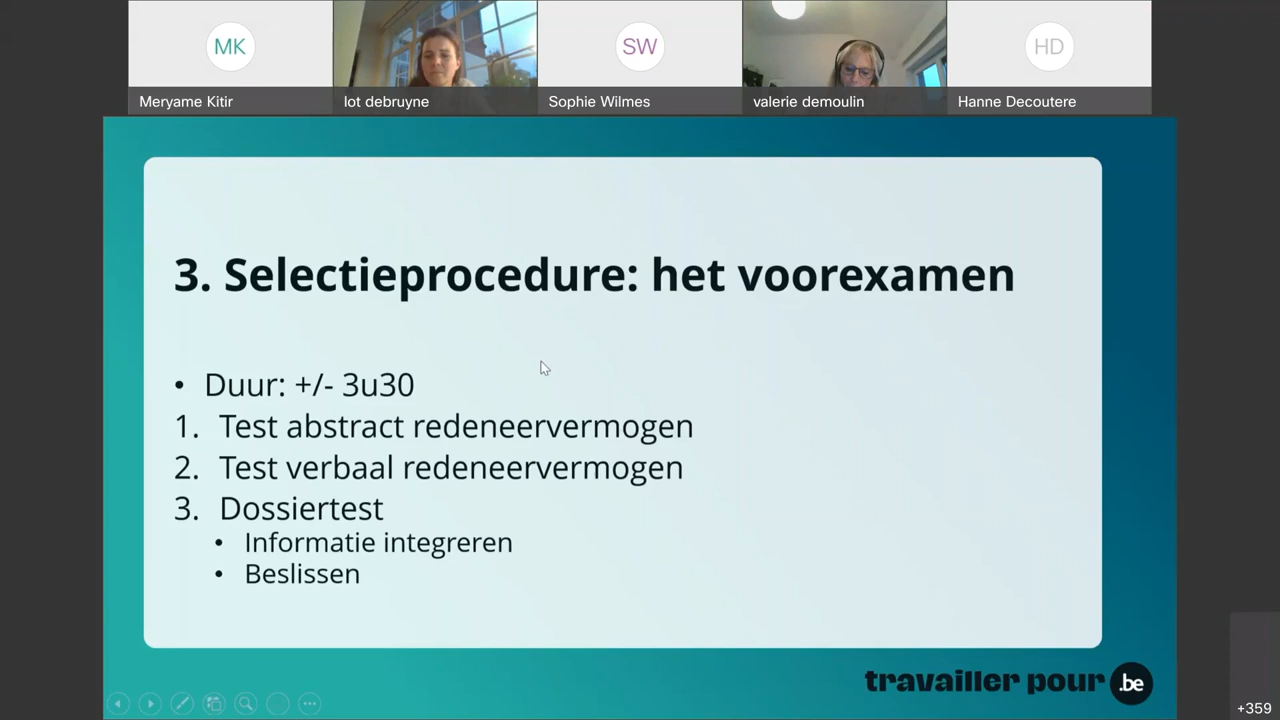 MK
SW
HD
Meryame Kitir
lot debruyne
Sophie Wilmes
valerie demoulin
Hanne Decoutere
3. Selectieprocedure: het voorexamen
• Duur: +/- 3u30
1. Test abstract redeneervermogen
2. Test verbaal redeneervermogen
3. Dossiertest
• Informatie integreren
• Beslissen
travailler pour .be
+359